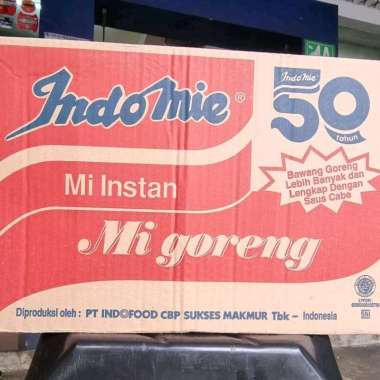 Indomie®
Indomie
50
Tahun
Bawang Goreng
Lebih Banyak dan
Lengkap Dengan
Saus Cabe
Mi Instan
Mi goreng
Diproduksi oleh : PT INDOFOOD CBP SUKSES MAKMUR Tbk – Indonesia